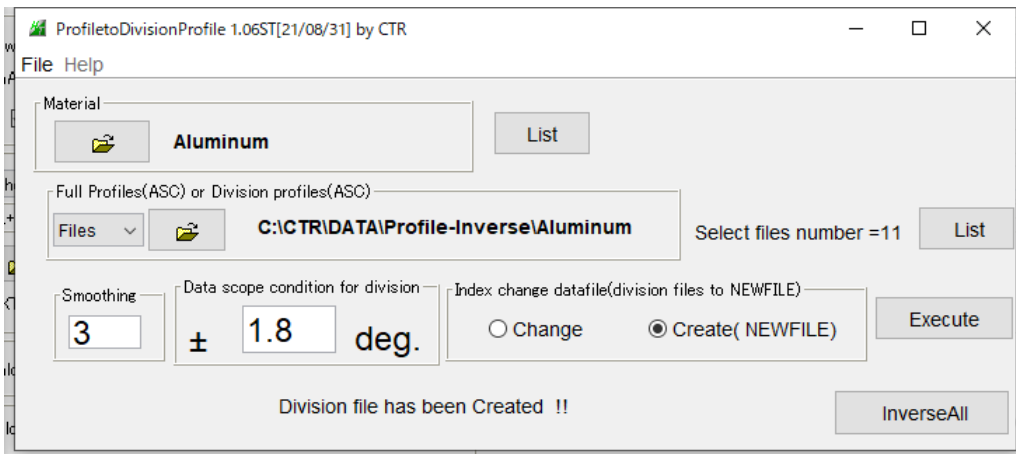 ProfiletoDivisionProfile 1.06ST[21/08/31] by CTR
File Help
Material
Aluminum
List
Full Profiles(ASC) or Division profiles(ASC)
Files
C:\CTR\DATA\Profile-Inverse\Aluminum
Select files number =11
List
Smoothing
3
Data scope condition for division
± 1.8 deg.
Index change datafile(division files to NEWFILE)
Change
Create( NEWFILE)
Execute
Division file has been Created !!
InverseAll